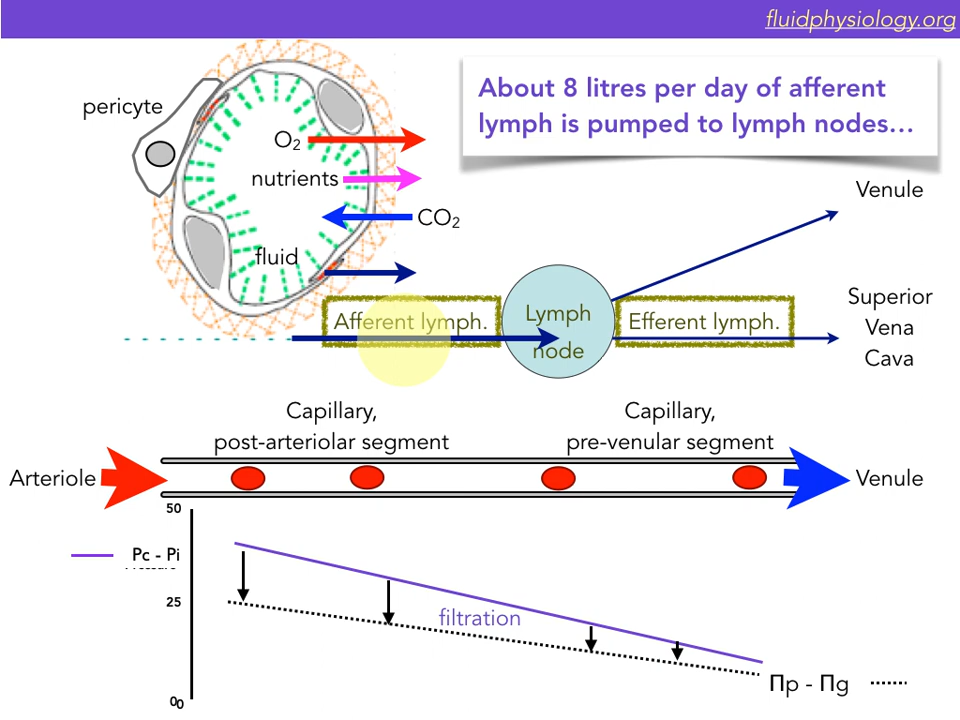 fluidphysiology.org
About 8 litres per day of afferent
lymph is pumped to lymph nodes…
pericyte
O2
nutrients
CO2
fluid
Venule
Afferent lymph.
Lymph
node
Efferent lymph.
Superior
Vena
Cava
Capillary,
post-arteriolar segment
Capillary,
pre-venular segment
Arteriole
Venule
50
Pc - Pi
25
filtration
Πp - Πg
00